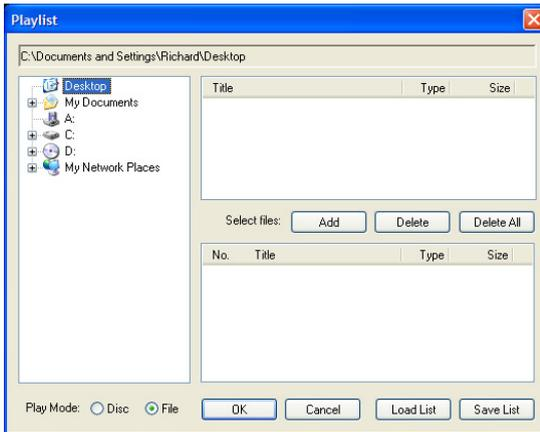 Playlist
C:\Documents and Settings\Richard\Desktop
Desktop
My Documents
A:
C:
D:
My Network Places
Title Type Size
Select files: Add Delete Delete All
No. Title Type Size
Play Mode: Disc File OK Cancel Load List Save List